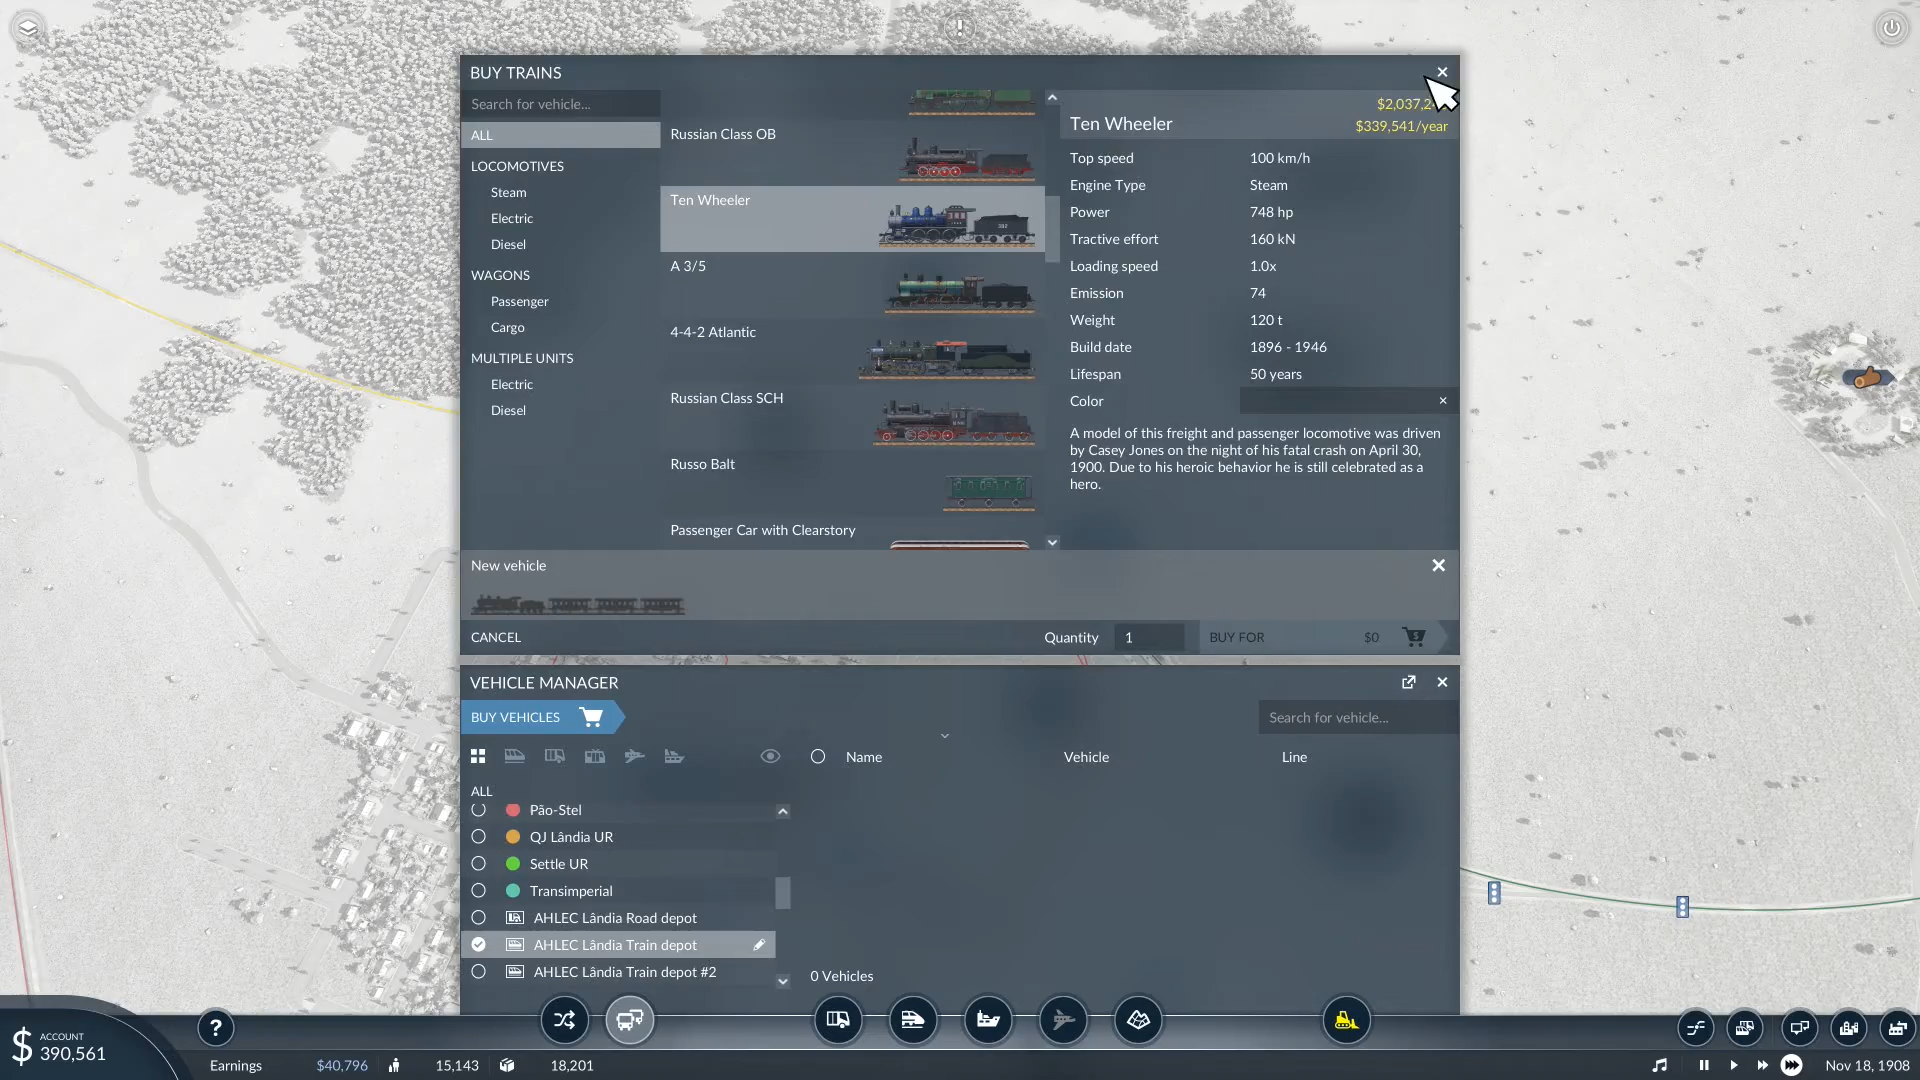 BUY TRAINS
Search for vehicle...
ALL
LOCOMOTIVES
Steam
Electric
Diesel
WAGONS
Passenger
Cargo
MULTIPLE UNITS
Electric
Diesel
Russian Class OB
Ten Wheeler
A 3/5
4-4-2 Atlantic
Russian Class SCH
Russo Balt
Passenger Car with Clearstory
Ten Wheeler
$339,541/year
Top speed 100 km/h
Engine Type Steam
Power 748 hp
Tractive effort 160 kN
Loading speed 1.0x
Emission 74
Weight 120 t
Build date 1896 - 1946
Lifespan 50 years
Color
A model of this freight and passenger locomotive was driven
by Casey Jones on the night of his fatal crash on April 30,
1900. Due to his heroic behavior he is still celebrated as a
hero.
New vehicle
CANCEL
Quantity 1
BUY FOR $0
VEHICLE MANAGER
BUY VEHICLES
Search for vehicle...
Name Vehicle Line
ALL
Pão-Stel
QJ Lândia UR
Settle UR
Transimperial
AHLEC Lândia Road depot
AHLEC Lândia Train depot
AHLEC Lândia Train depot #2
0 Vehicles
$ ACCOUNT
390,561
?
Earnings $40,796 15,143 18,201
Nov 18, 1908